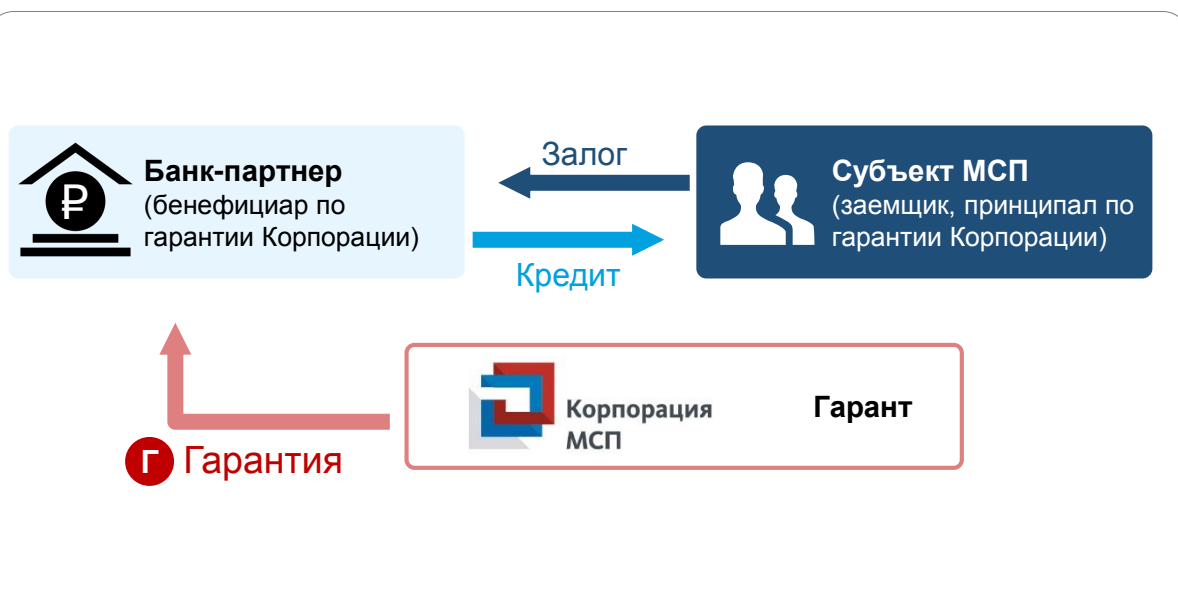 Банк-партнер
(бенефициар по
гарантии Корпорации)
Залог
Кредит
Субъект МСП
(заемщик, принципал по
гарантии Корпорации)
Корпорация
МСП
Гарант
Г Гарантия